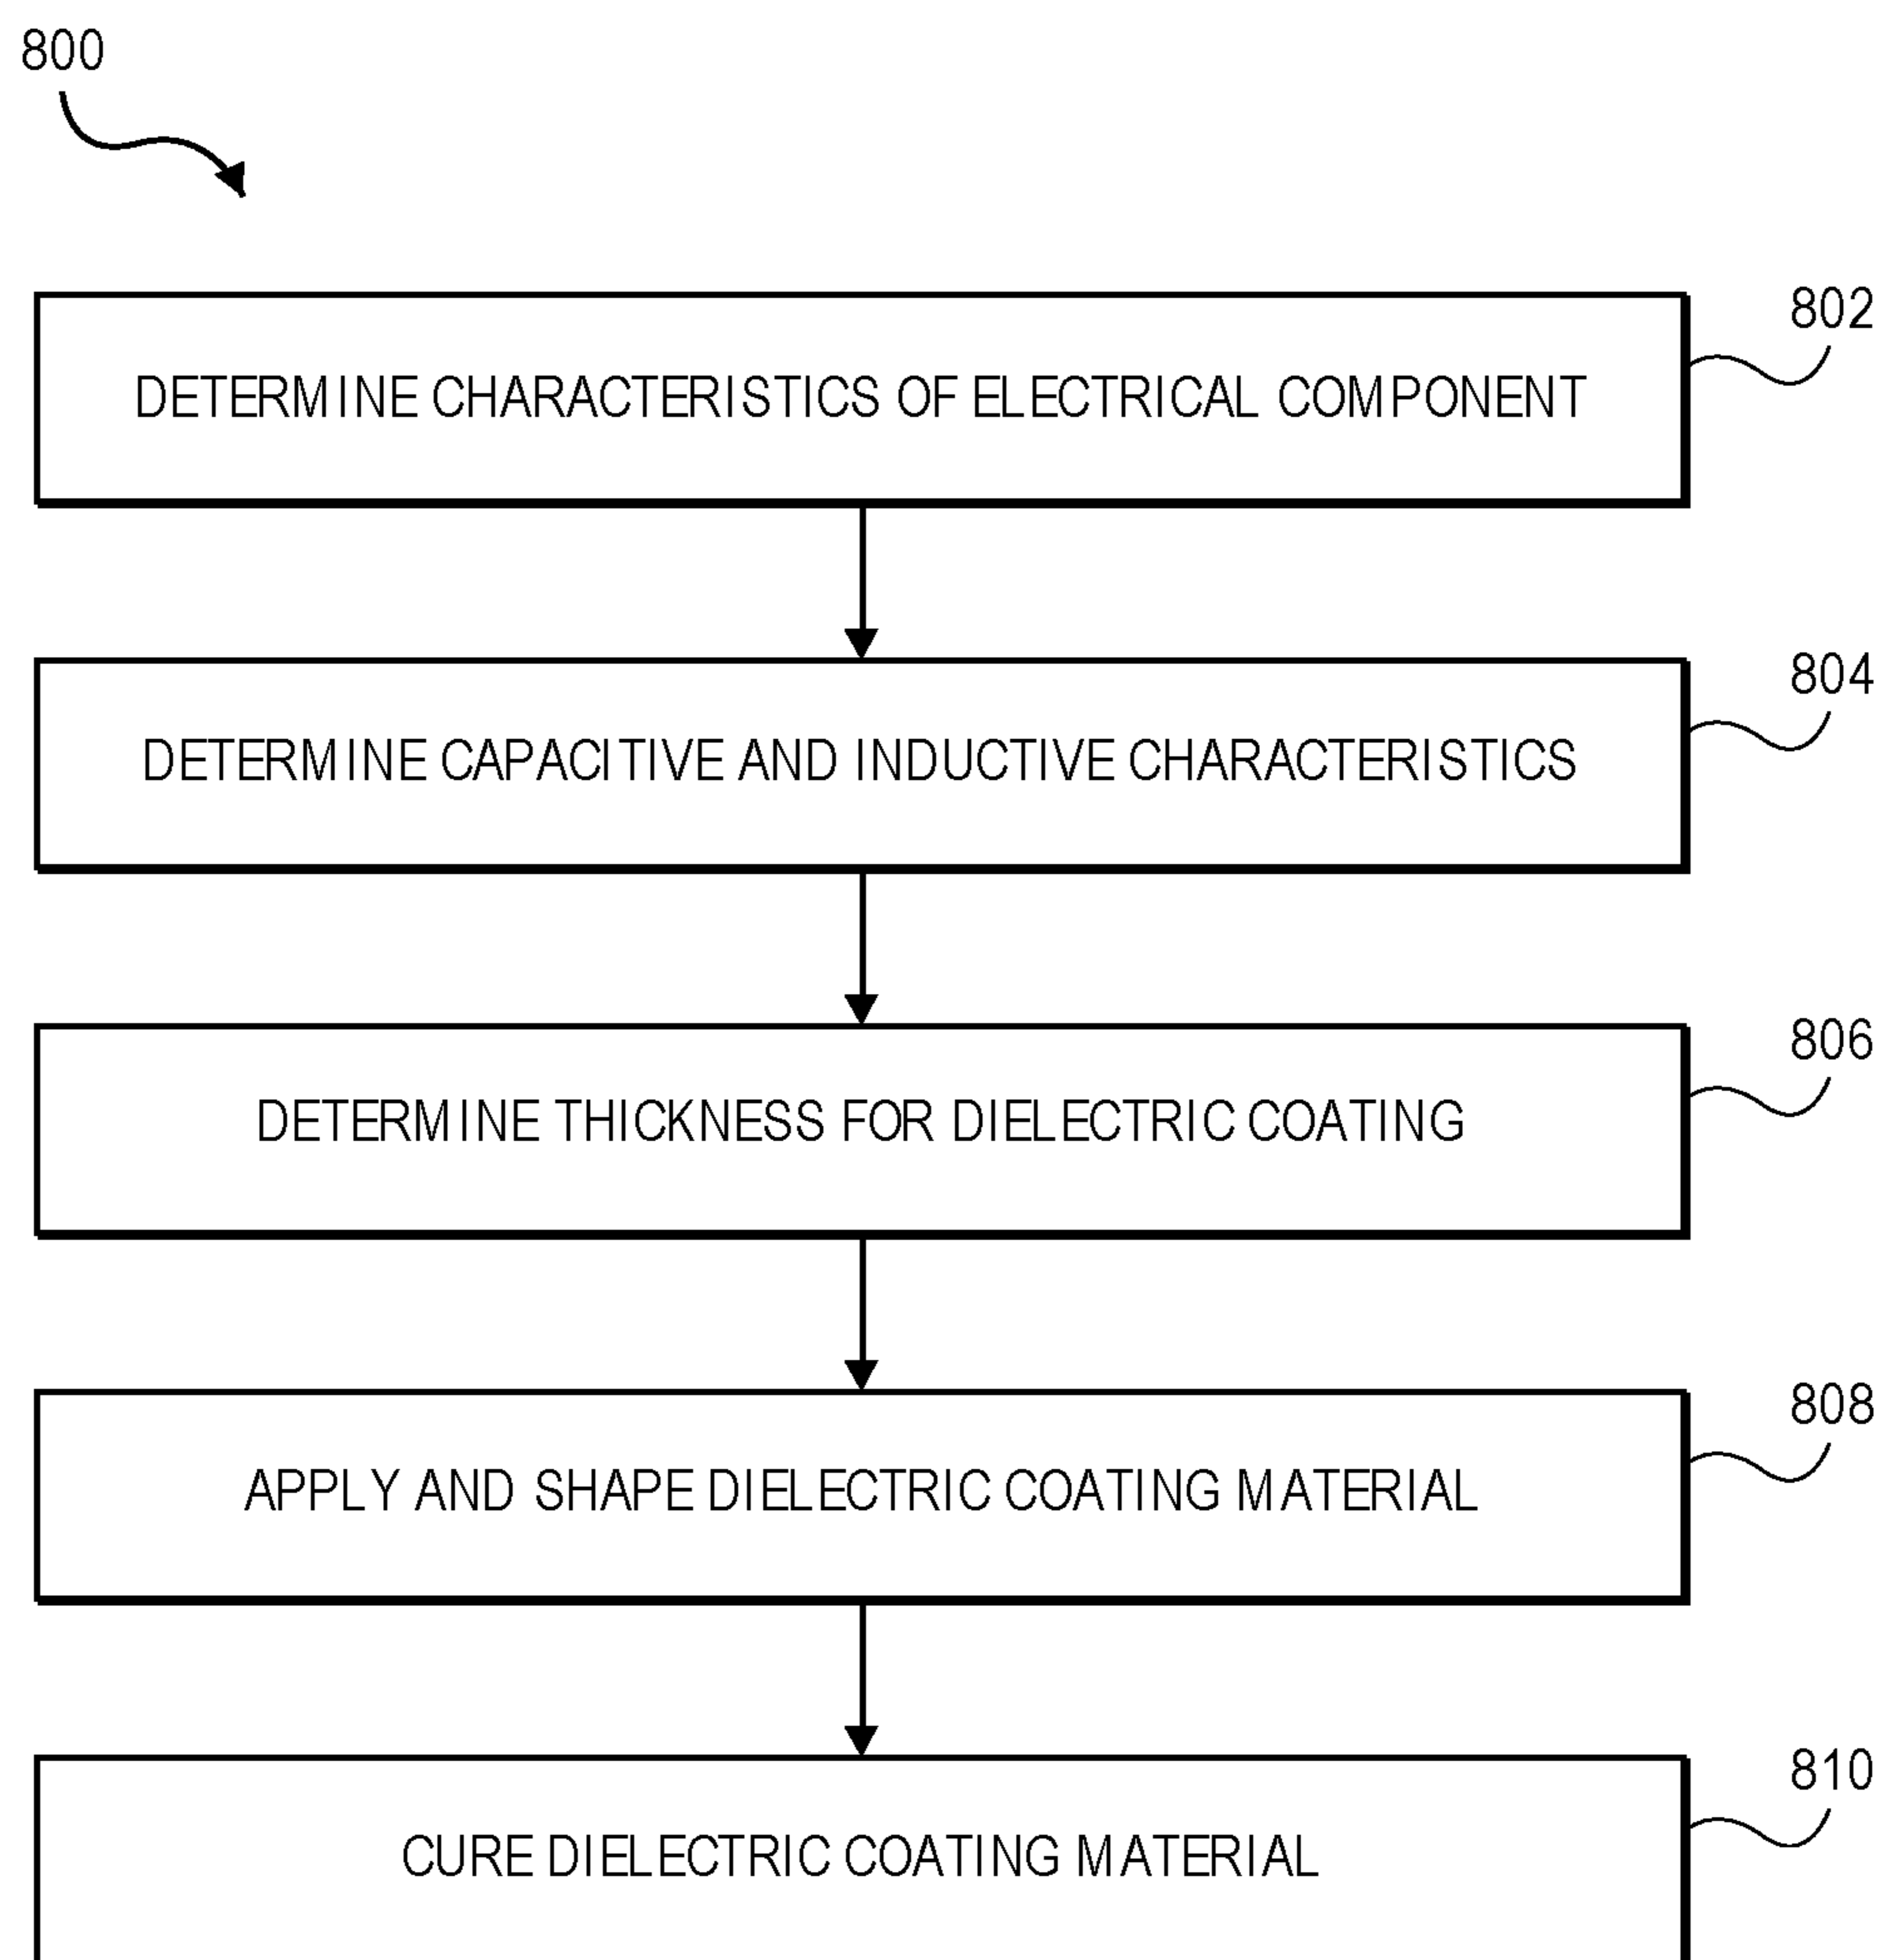 800
802
DETERMINE CHARACTERISTICS OF ELECTRICAL COMPONENT
804
DETERMINE CAPACITIVE AND INDUCTIVE CHARACTERISTICS
806
DETERMINE THICKNESS FOR DIELECTRIC COATING
808
APPLY AND SHAPE DIELECTRIC COATING MATERIAL
810
CURE DIELECTRIC COATING MATERIAL